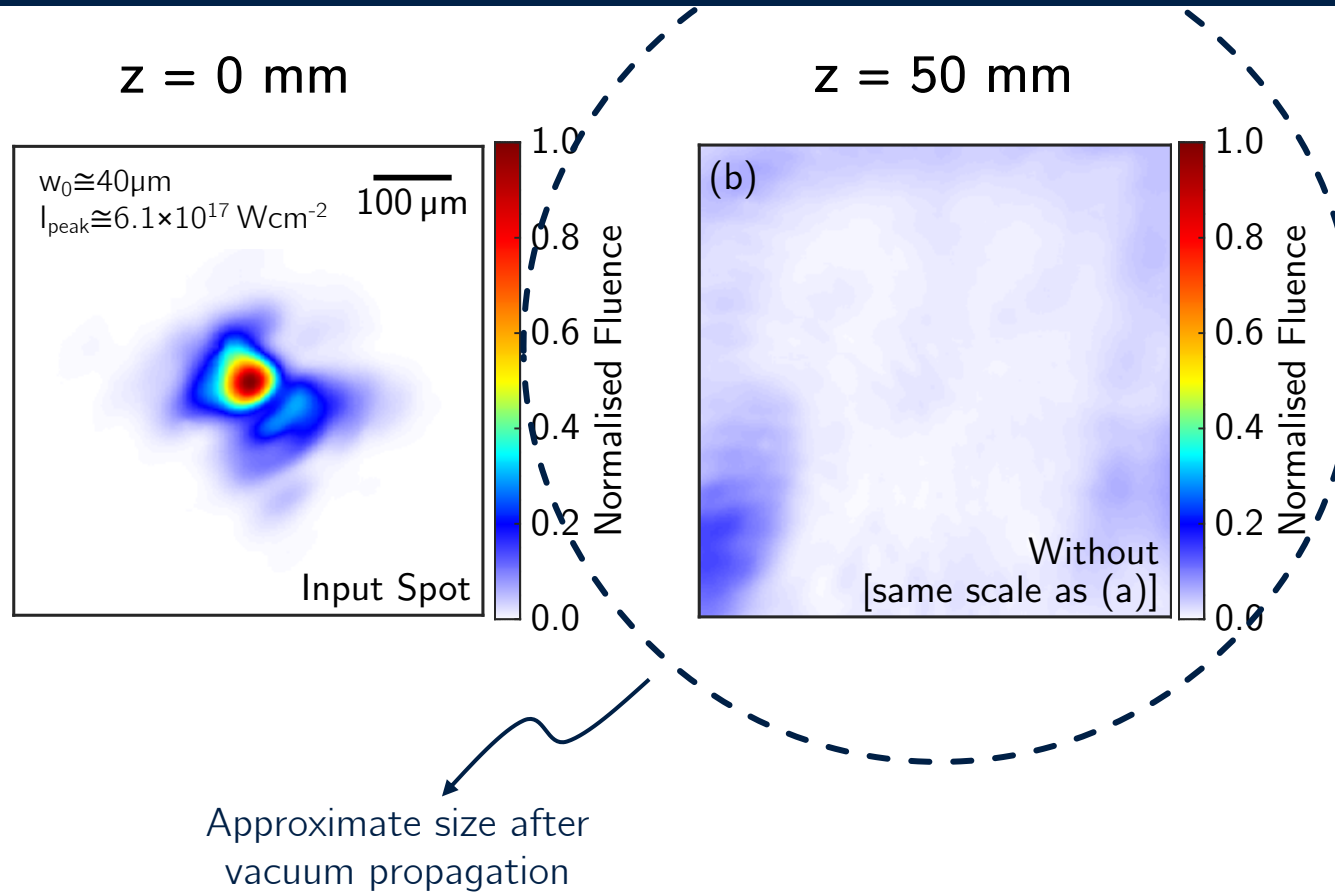 z = 0 mm
w₀≅40µm
Iₚₑₐₖ≅6.1×10¹⁷ Wcm⁻²
100 µm
Input Spot
1.0
0.8
0.6
0.4
0.2
0.0
Normalised Fluence
z = 50 mm
(b)
Without
[same scale as (a)]
1.0
0.8
0.6
0.4
0.2
0.0
Normalised Fluence
Approximate size after
vacuum propagation